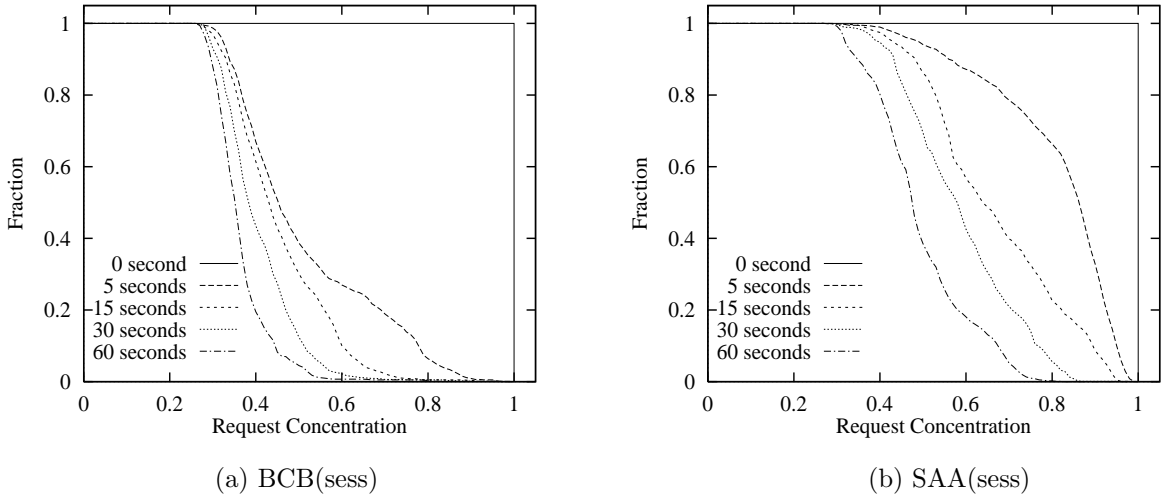 1
0.8
0.6
0.4
0.2
0
Fraction
0 second
5 seconds
15 seconds
30 seconds
60 seconds
0 0.2 0.4 0.6 0.8 1
Request Concentration
(a) BCB(sess)
1
0.8
0.6
0.4
0.2
0
Fraction
0 second
5 seconds
15 seconds
30 seconds
60 seconds
0 0.2 0.4 0.6 0.8 1
Request Concentration
(b) SAA(sess)